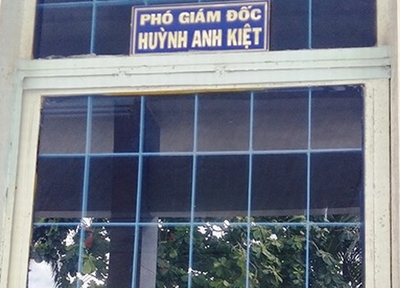 PHÓ GIÁM ĐỐC
HUỲNH ANH KIỆT